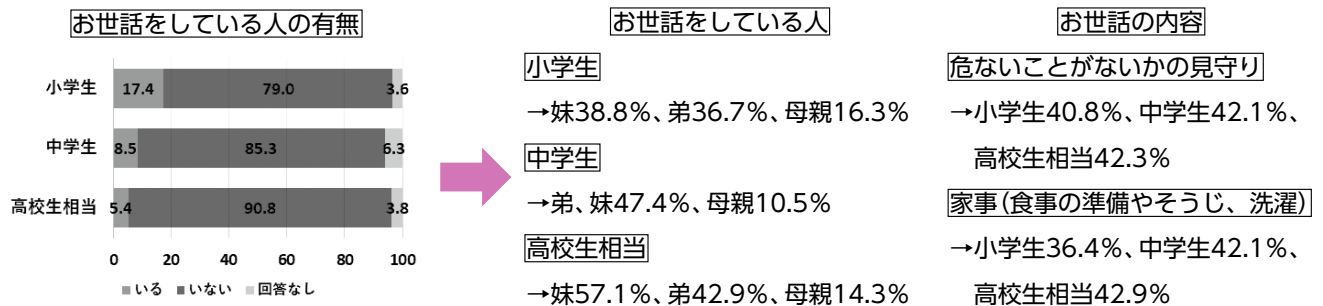 お世話をしている人の有無
小学生 17.4 79.0 3.6
中学生 8.5 85.3 6.3
高校生相当 5.4 90.8 3.8
0 20 40 60 80 100
■いる ■いない ■回答なし
お世話をしている人
小学生
→妹38.8%、弟36.7%、母親16.3%
中学生
→弟、妹47.4%、母親10.5%
高校生相当
→妹57.1%、弟42.9%、母親14.3%
お世話の内容
危ないことがないかの見守り
→小学生40.8%、中学生42.1%、
高校生相当42.3%
家事(食事の準備やそうじ、洗濯)
→小学生36.4%、中学生42.1%、
高校生相当42.9%